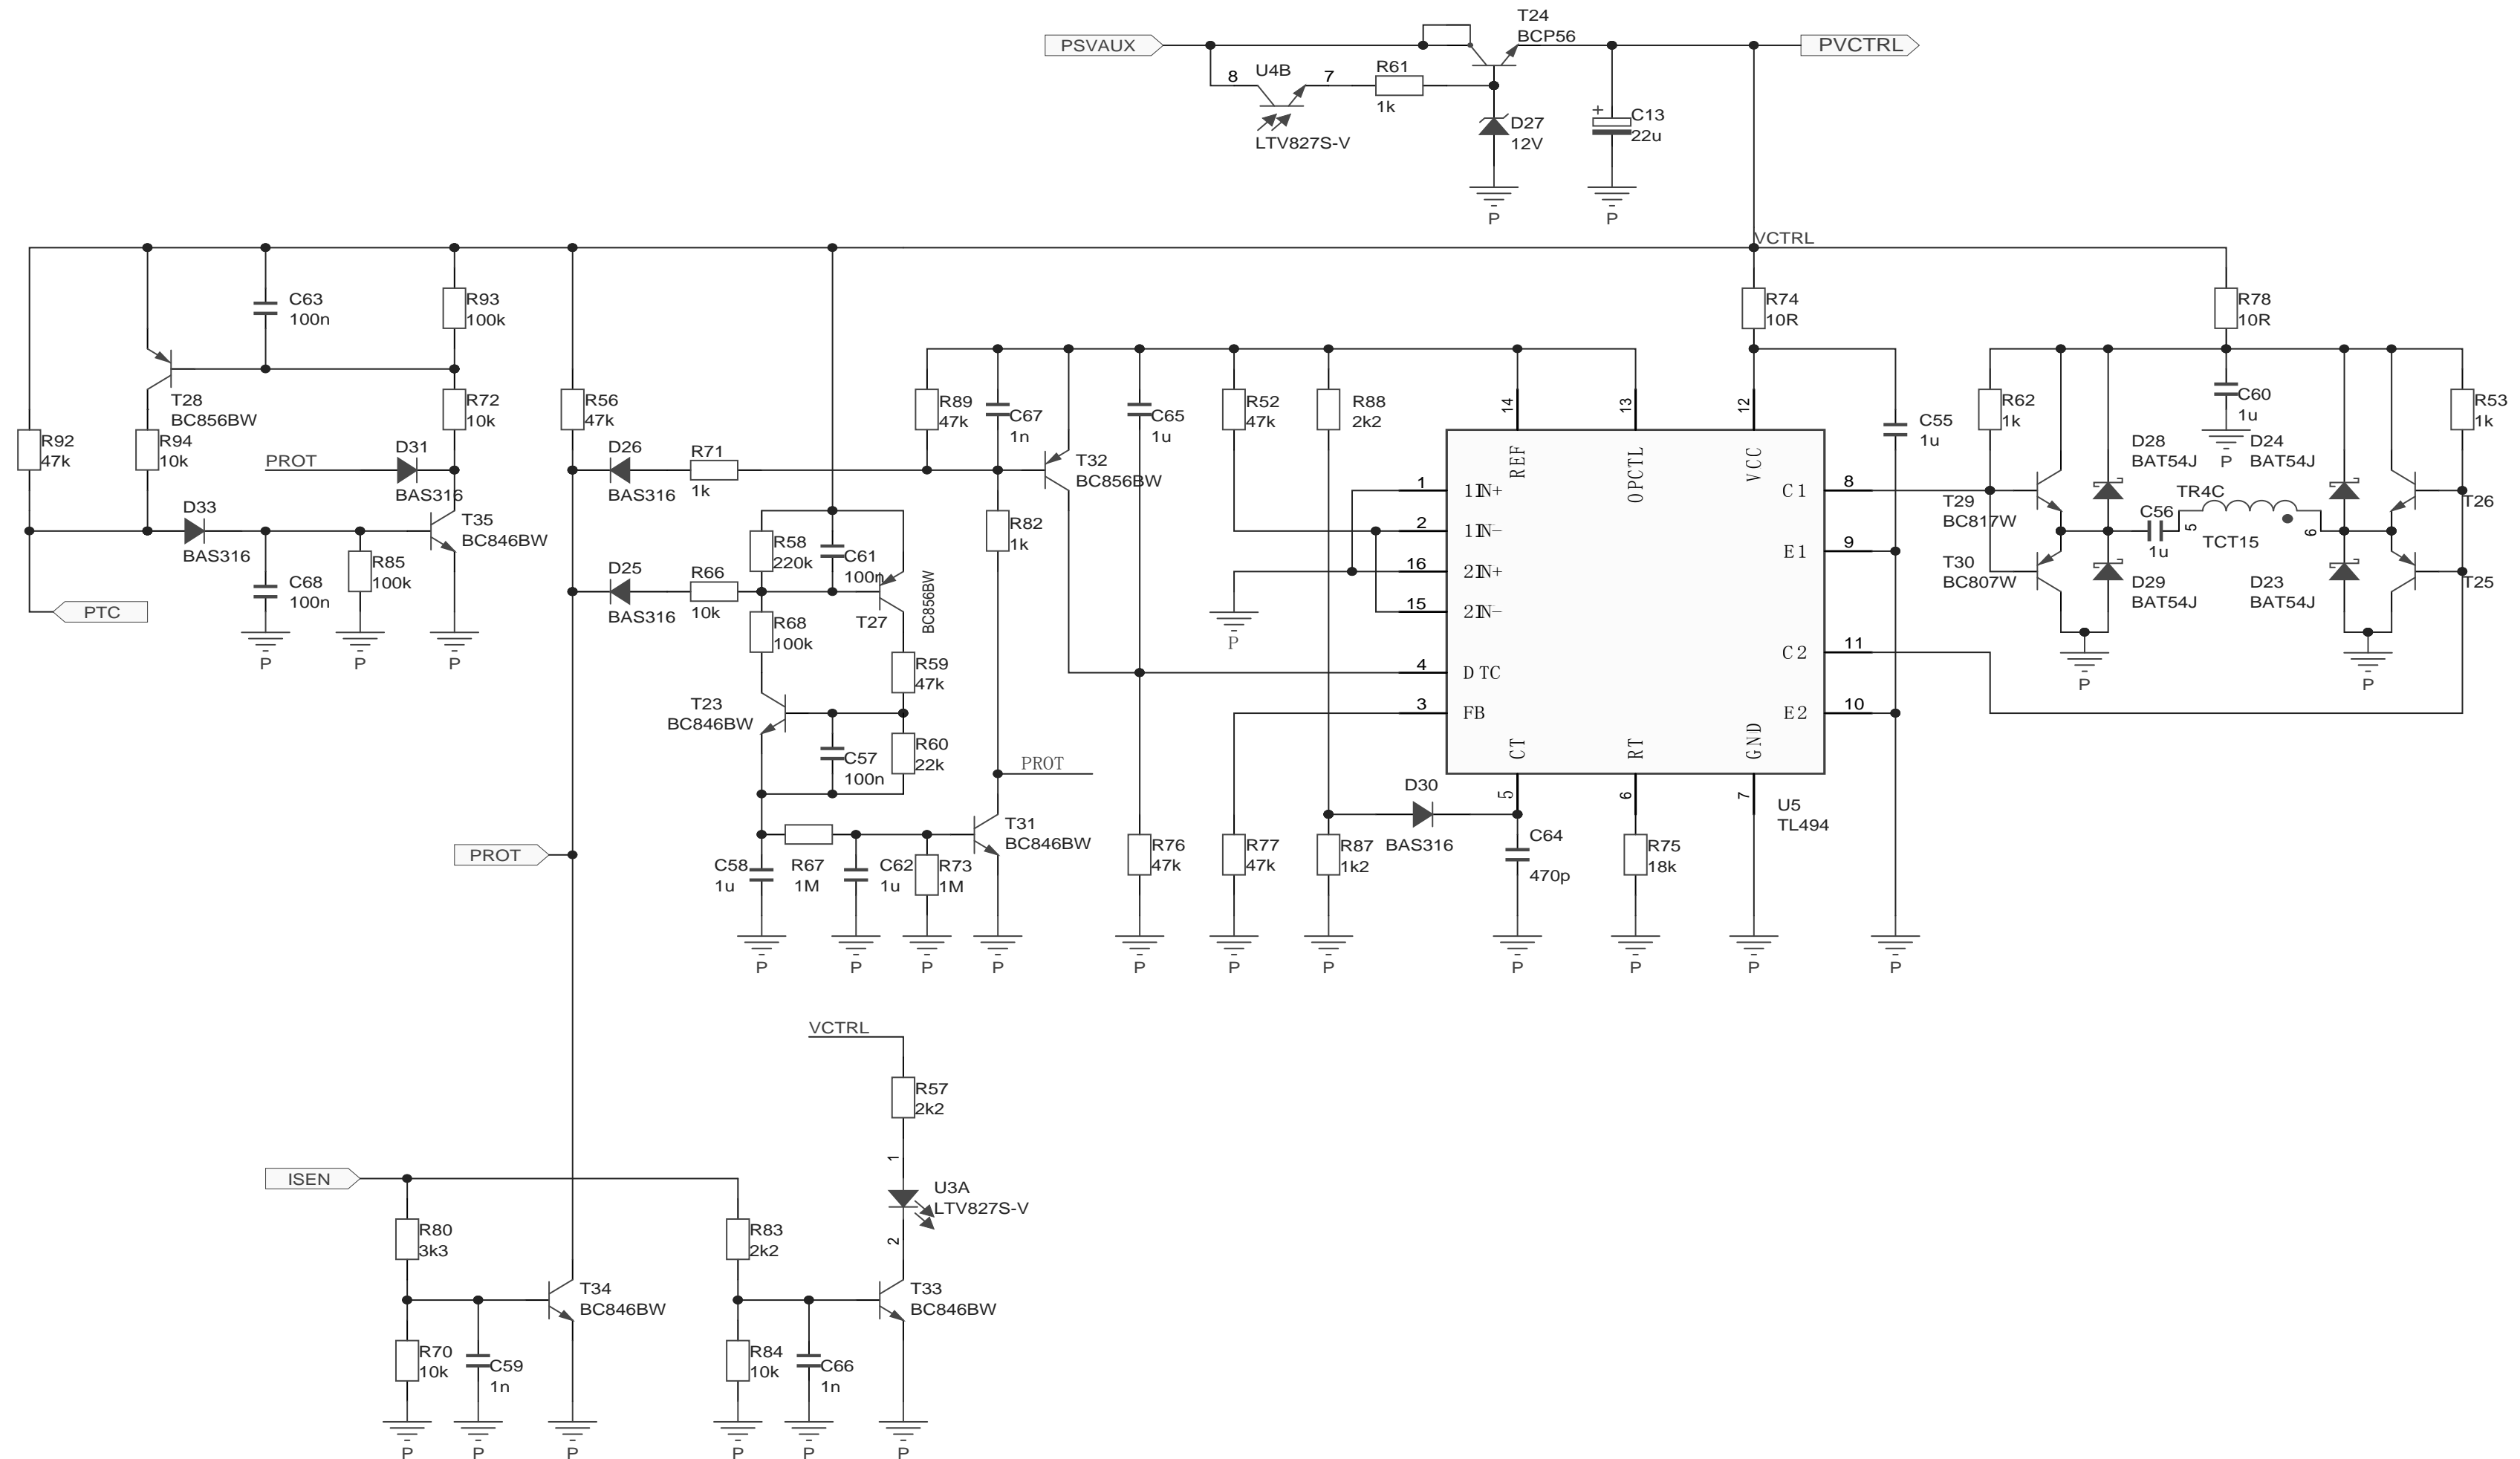 T24
BCP56
PSVAUX
PVCTRL
U4B
8
7
R61
1k
LTV827S-V
D27
12V
+
C13
22u
P
P
VCTRL
C63
100n
R93
100k
R74
10R
R78
10R
T28
BC856BW
R72
10k
R56
47k
R89
47k
C67
1n
C65
1u
R52
47k
R88
2k2
14
13
12
C55
1u
R62
1k
C60
1u
P
R53
1k
R92
47k
R94
10k
D31
BAS316
PROT
D26
BAS316
R71
1k
T32
BC856BW
REF
OPCTL
VCC
D28
BAT54J
D24
BAT54J
D33
BAS316
T35
BC846BW
R82
1k
1
1IN+
2
1IN-
16
2IN+
15
2IN-
4
DTC
3
FB
C1
8
E1
9
C2
11
E2
10
CT
RT
GND
5
6
7
U5
TL494
T29
BC817W
T30
BC807W
C56
1u
TR4C
5
TCT15
6
T26
T25
D29
BAT54J
D23
BAT54J
P
P
R58
220k
C61
100n
BC856BW
T27
D25
BAS316
R66
10k
R68
100k
C68
100n
R85
100k
PTC
P
P
P
P
R59
47k
T23
BC846BW
C57
100n
R60
22k
PROT
T31
BC846BW
PROT
C58
1u
R67
1M
C62
1u
R73
1M
R76
47k
R77
47k
R87
1k2
D30
BAS316
C64
470p
R75
18k
P
P
P
P
P
P
P
P
P
P
P
VCTRL
R57
2k2
1
U3A
LTV827S-V
2
ISEN
R80
3k3
R83
2k2
T34
BC846BW
T33
BC846BW
R70
10k
C59
1n
R84
10k
C66
1n
P
P
P
P
P
P